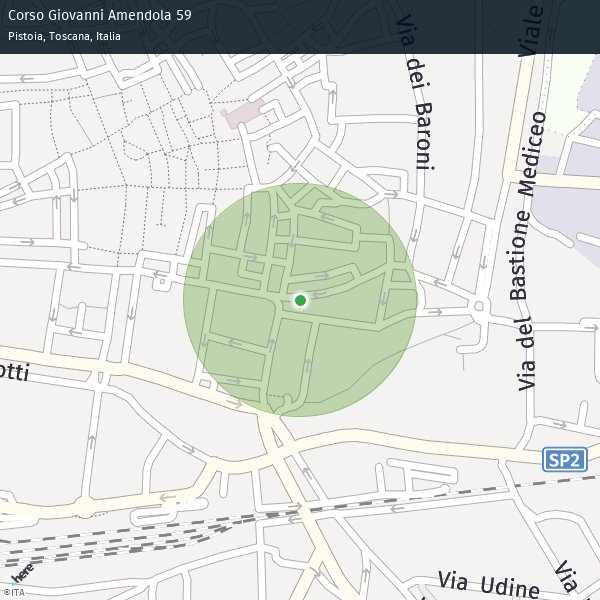 Corso Giovanni Amendola 59
Pistoia, Toscana, Italia
Via dei Baroni
Viale
Via del Bastione Mediceo
otti
SP2
Via Udine
Via
here
©ITA